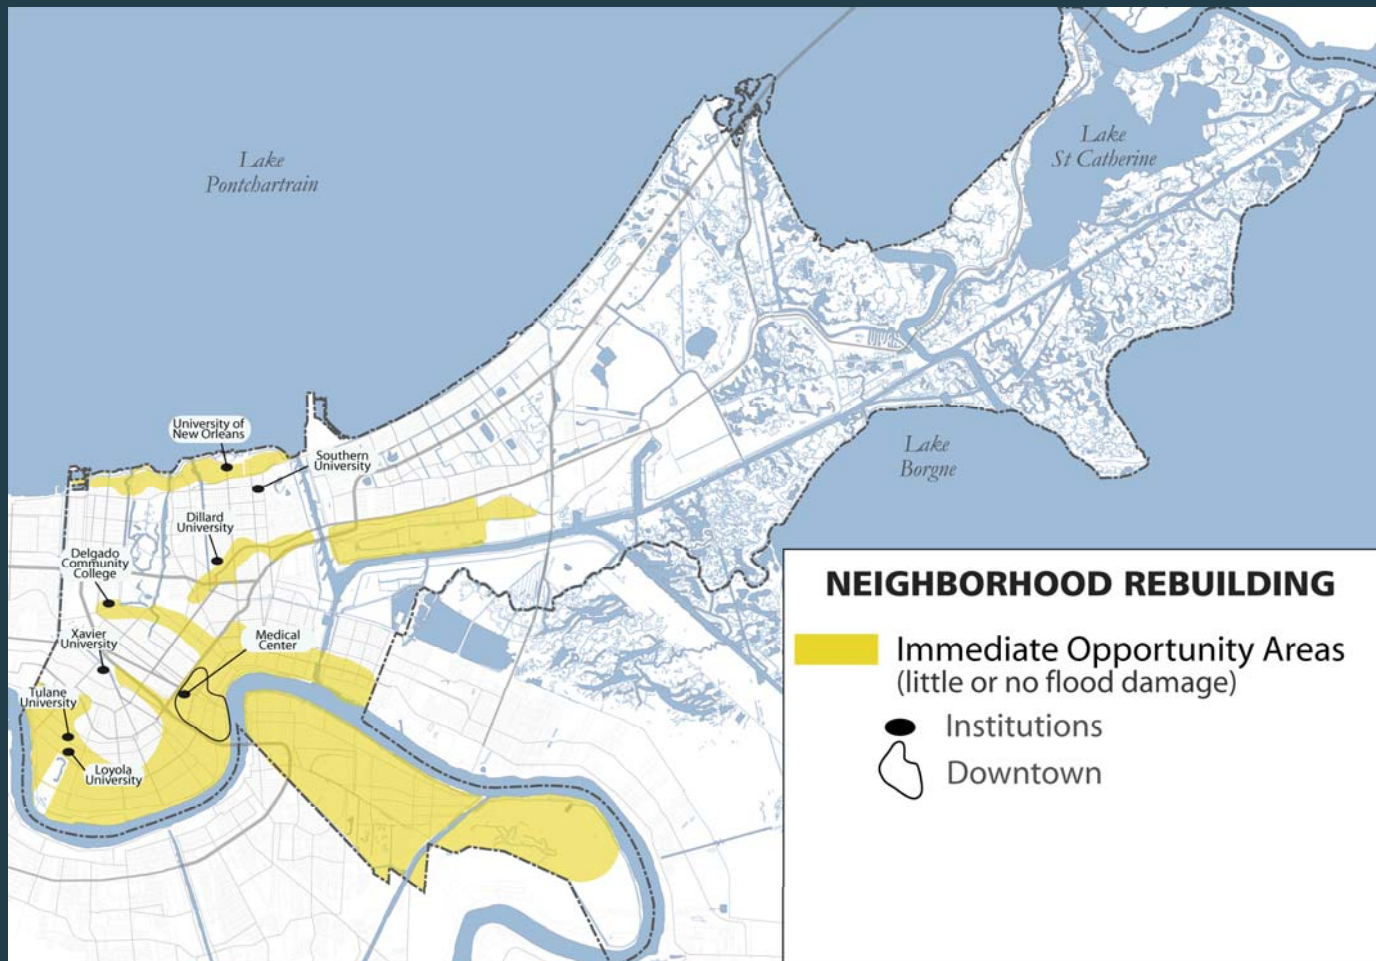 Lake
Pontchartrain
Lake
St Catherine
Lake
Borgne
University of
New Orleans
Southern
University
Dillard
University
Delgado
Community
College
Xavier
University
Medical
Center
Tulane
University
Loyola
University
NEIGHBORHOOD REBUILDING
Immediate Opportunity Areas
(little or no flood damage)
Institutions
Downtown